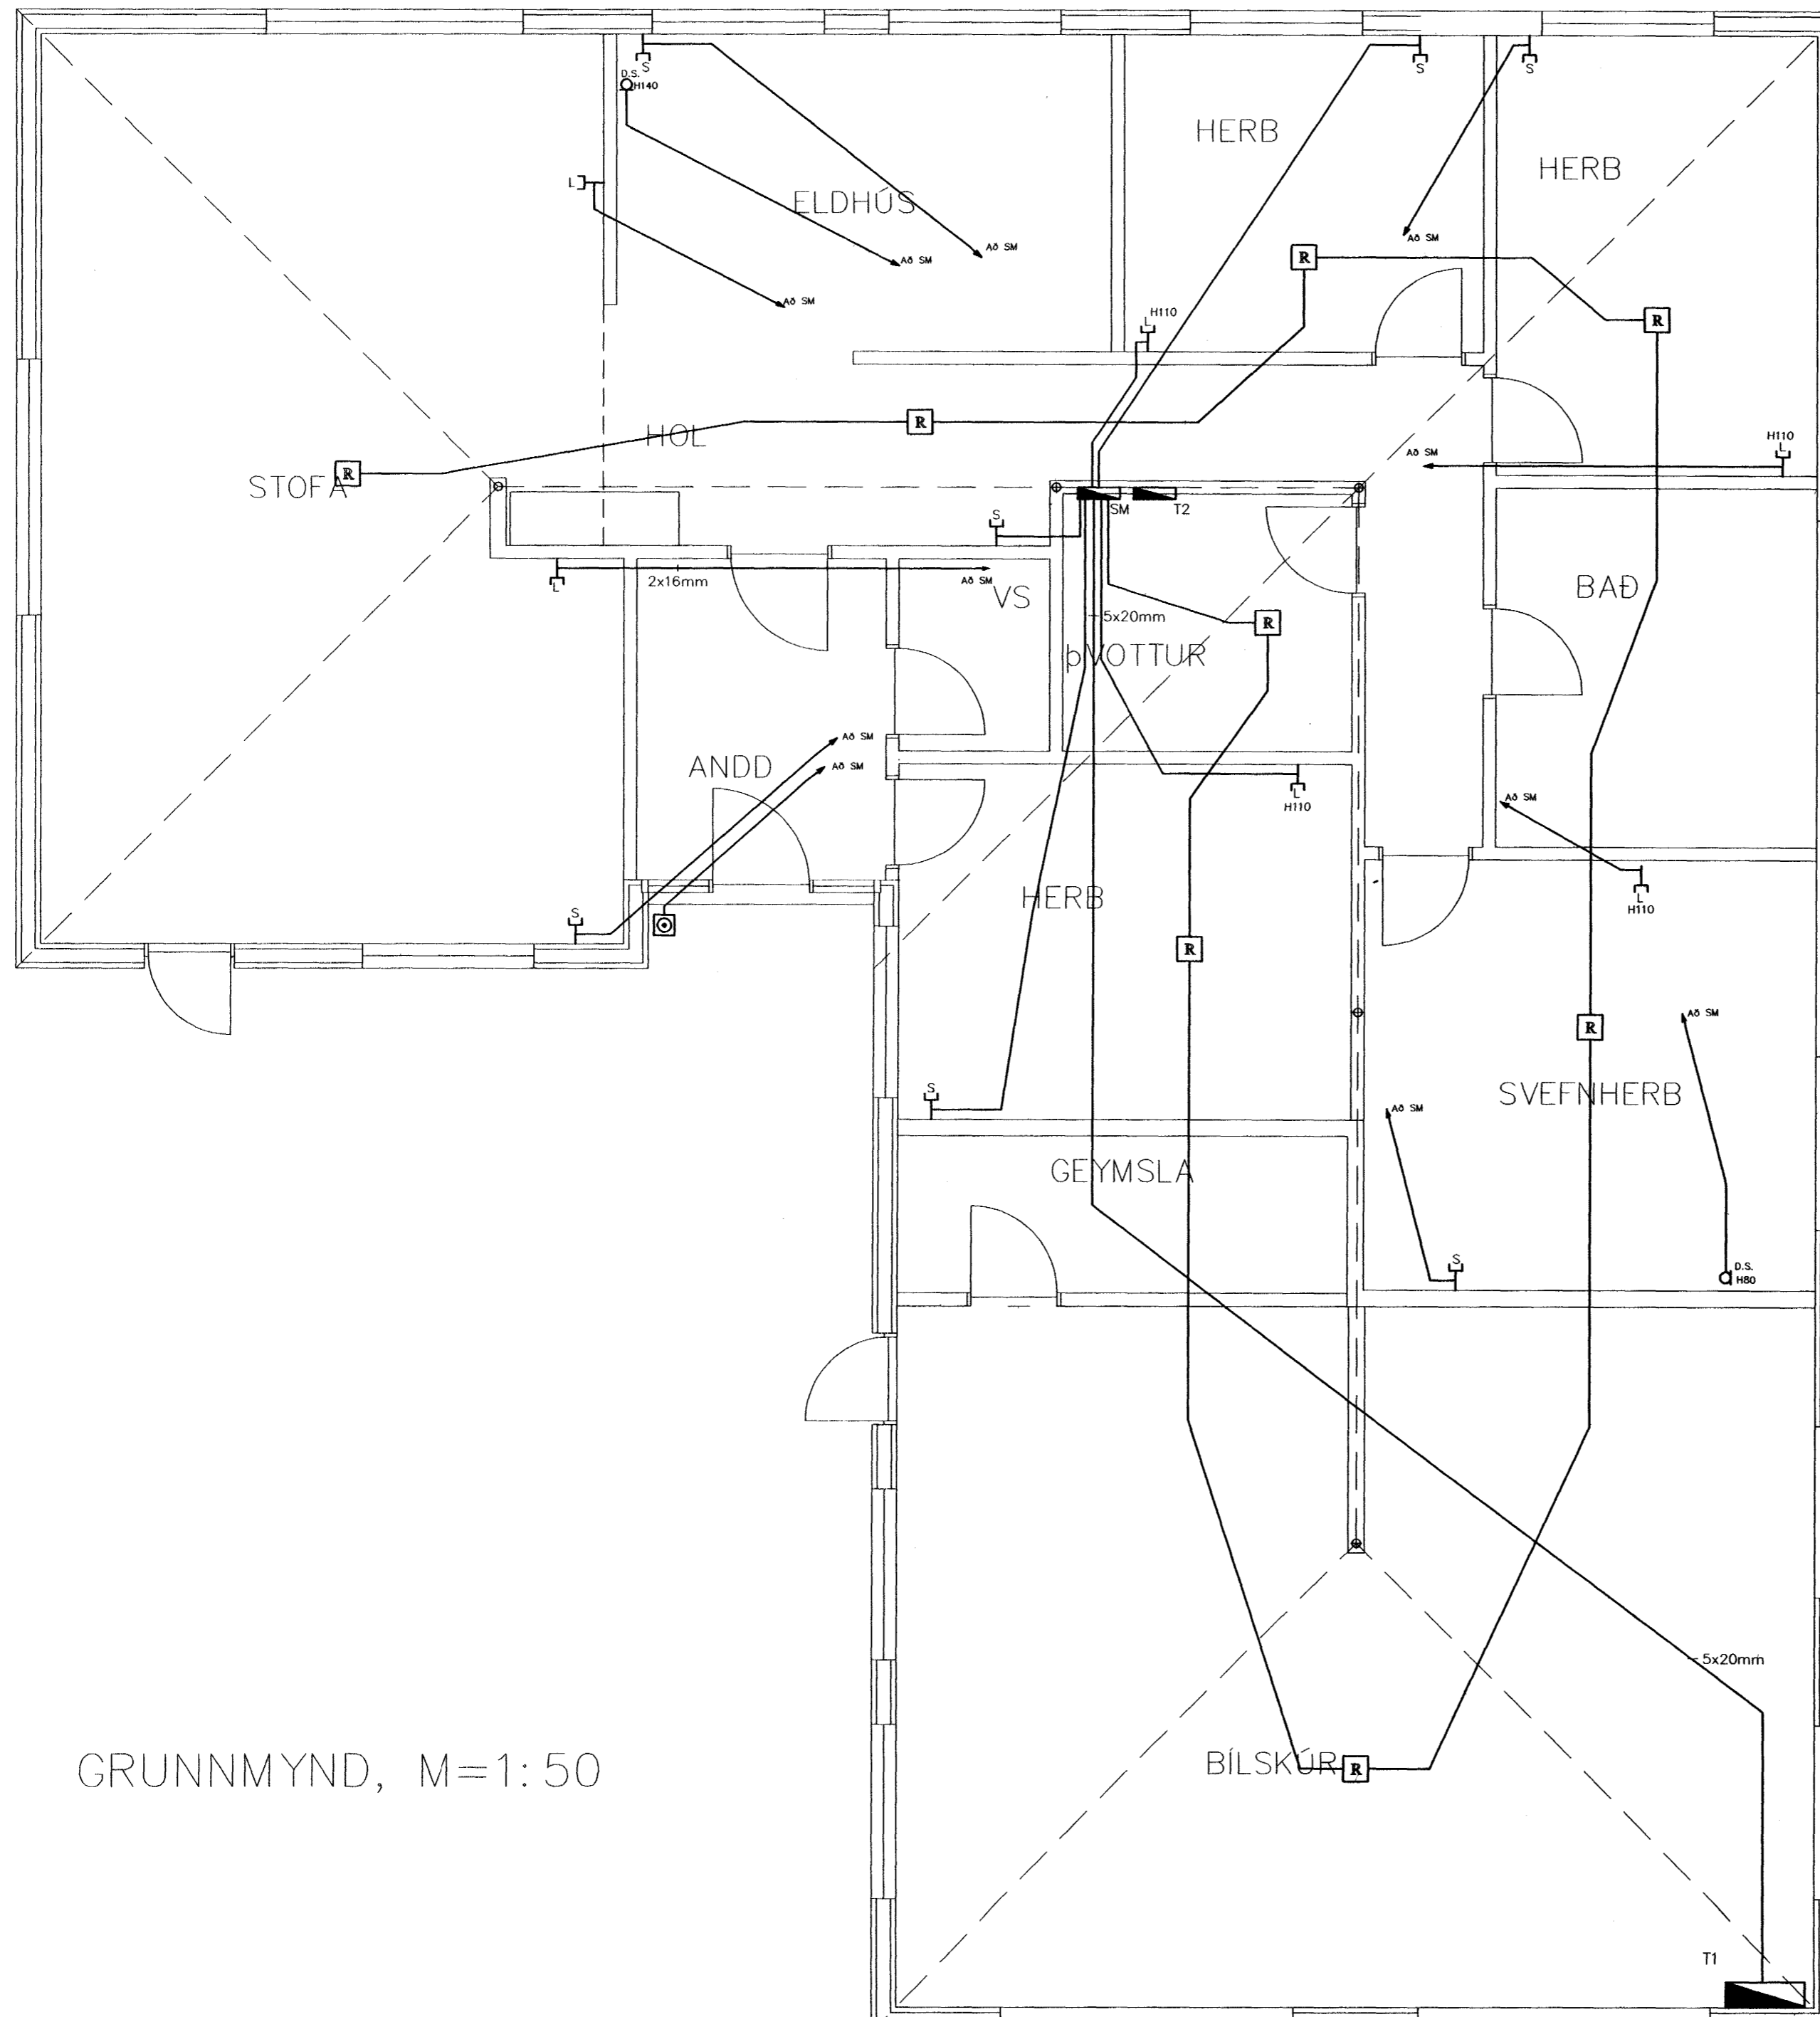 S
S
S
D.S.
H140
HERB
HERB
L
ELDHÚS
Að SM
Að SM
Að SM
R
Að SM
H110
L
R
R
HOL
H110
L
Að SM
R
STOFA
SM
T2
S
L
2x16mm
Að SM
VS
BAÐ
5x20mm
R
ÞVOTTUR
Að SM
Að SM
ANDD
L
H110
Að SM
HERB
L
H110
S
R
R
Að SM
S
SVEFNHERB
Að SM
GEYMSLA
S
D.S.
H80
5x20mm
GRUNNMYND, M=1:50
BÍLSKÚR
R
T1